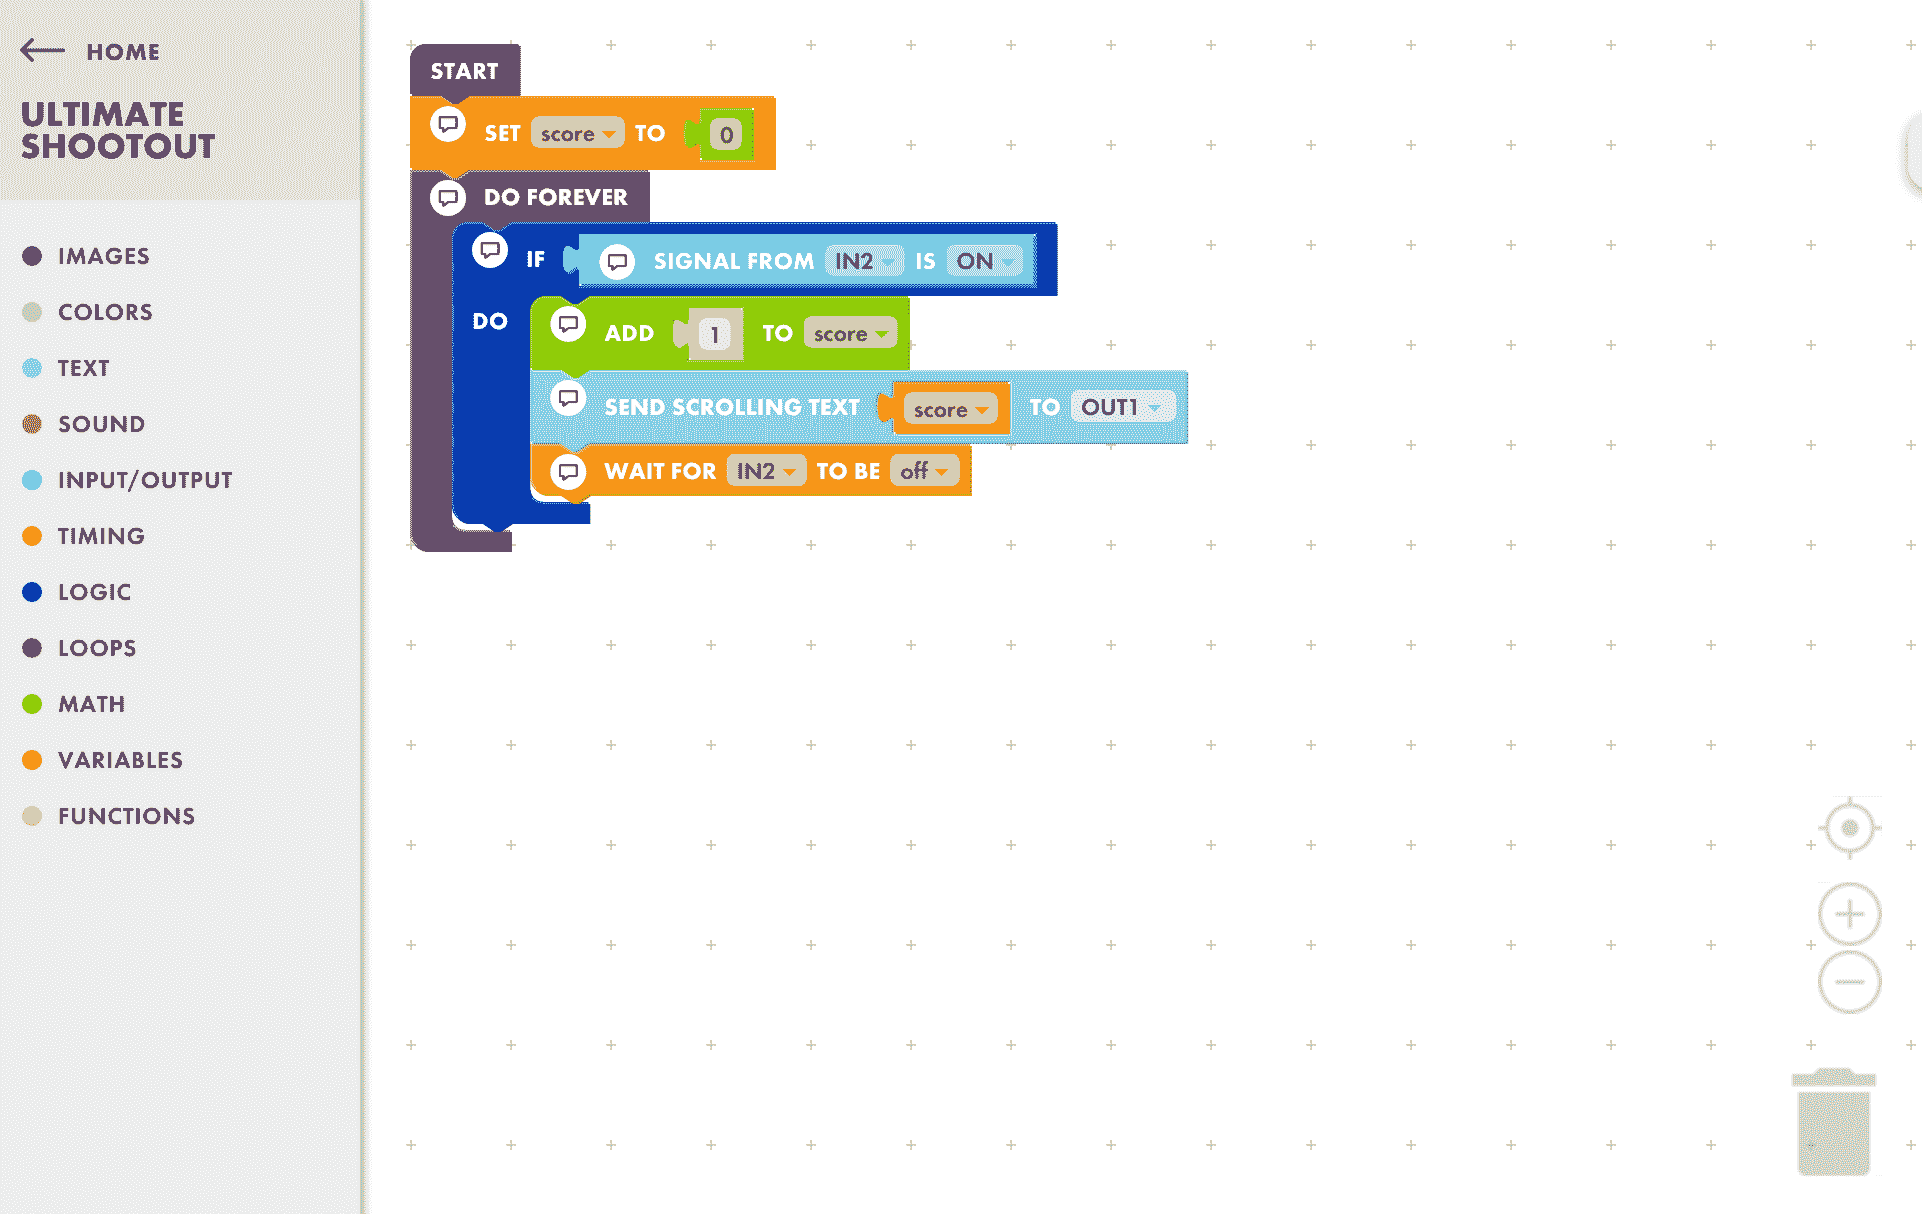 HOME
ULTIMATE
SHOOTOUT
IMAGES
COLORS
TEXT
SOUND
INPUT/OUTPUT
TIMING
LOGIC
LOOPS
MATH
VARIABLES
FUNCTIONS
START
SET score TO 0
DO FOREVER
IF SIGNAL FROM IN2 IS ON
DO ADD 1 TO score
SEND SCROLLING TEXT score TO OUT1
WAIT FOR IN2 TO BE off